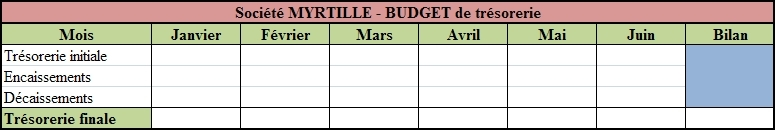 Société MYRTILLE - BUDGET de trésorerie
Mois Janvier Février Mars Avril Mai Juin Bilan
Trésorerie initiale
Encaissements
Décaissements
Trésorerie finale